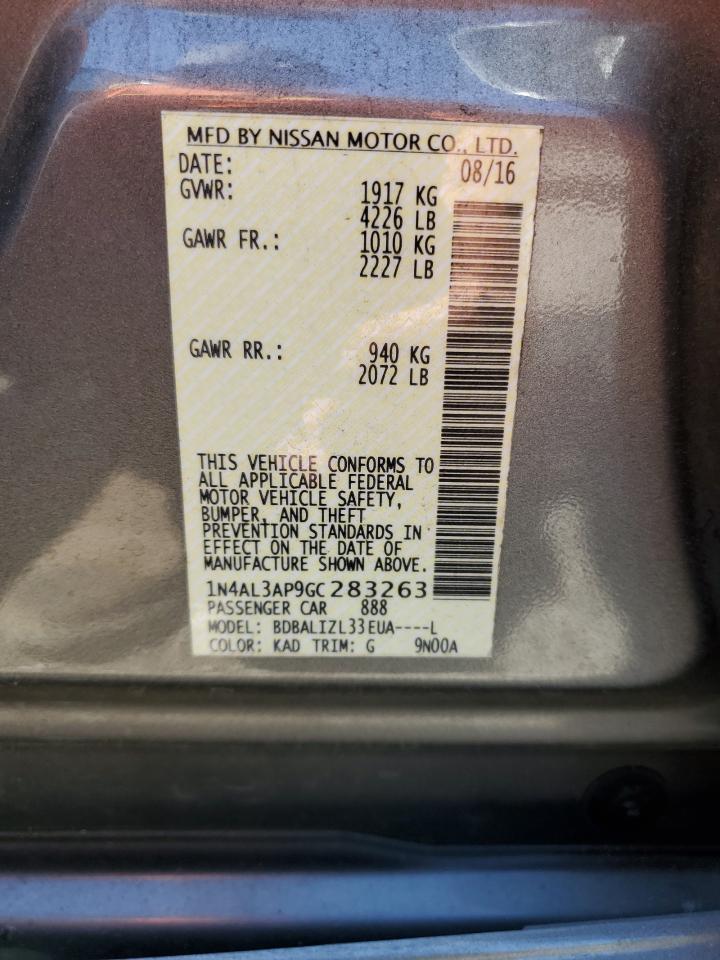 MFD BY NISSAN MOTOR CO., LTD.
DATE: 08/16
GVWR: 1917 KG
4226 LB
GAWR FR.: 1010 KG
2227 LB
GAWR RR.: 940 KG
2072 LB
THIS VEHICLE CONFORMS TO
ALL APPLICABLE FEDERAL
MOTOR VEHICLE SAFETY,
BUMPER, AND THEFT
PREVENTION STANDARDS IN
EFFECT ON THE DATE OF
MANUFACTURE SHOWN ABOVE.
1N4AL3AP9GC283263
PASSENGER CAR 888
MODEL: BDBALIZL33EUA----L
COLOR: KAD TRIM: G 9N00A